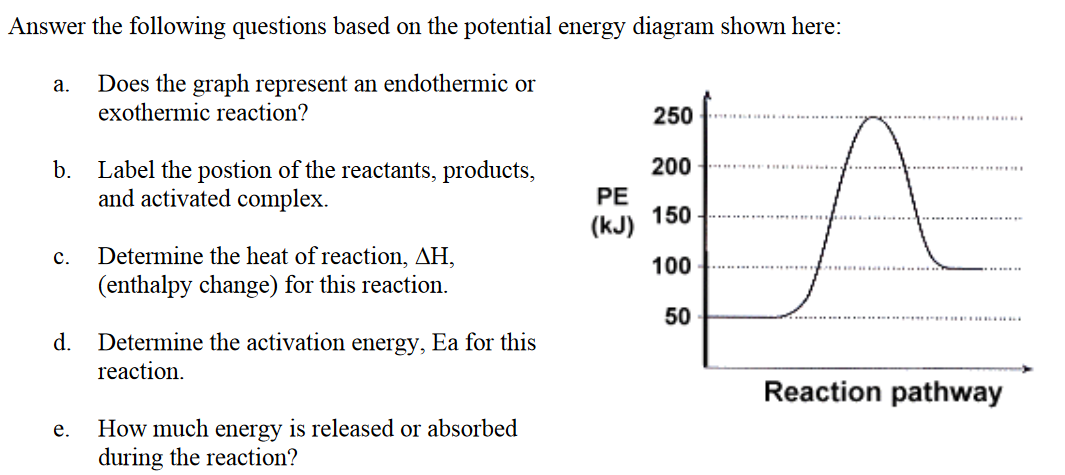 Answer the following questions based on the potential energy diagram shown here:
a. Does the graph represent an endothermic or
exothermic reaction?
b. Label the postion of the reactants, products,
and activated complex.
c. Determine the heat of reaction, ΔH,
(enthalpy change) for this reaction.
d. Determine the activation energy, Ea for this
reaction.
e. How much energy is released or absorbed
during the reaction?
250
200
PE
(kJ)
150
100
50
Reaction pathway